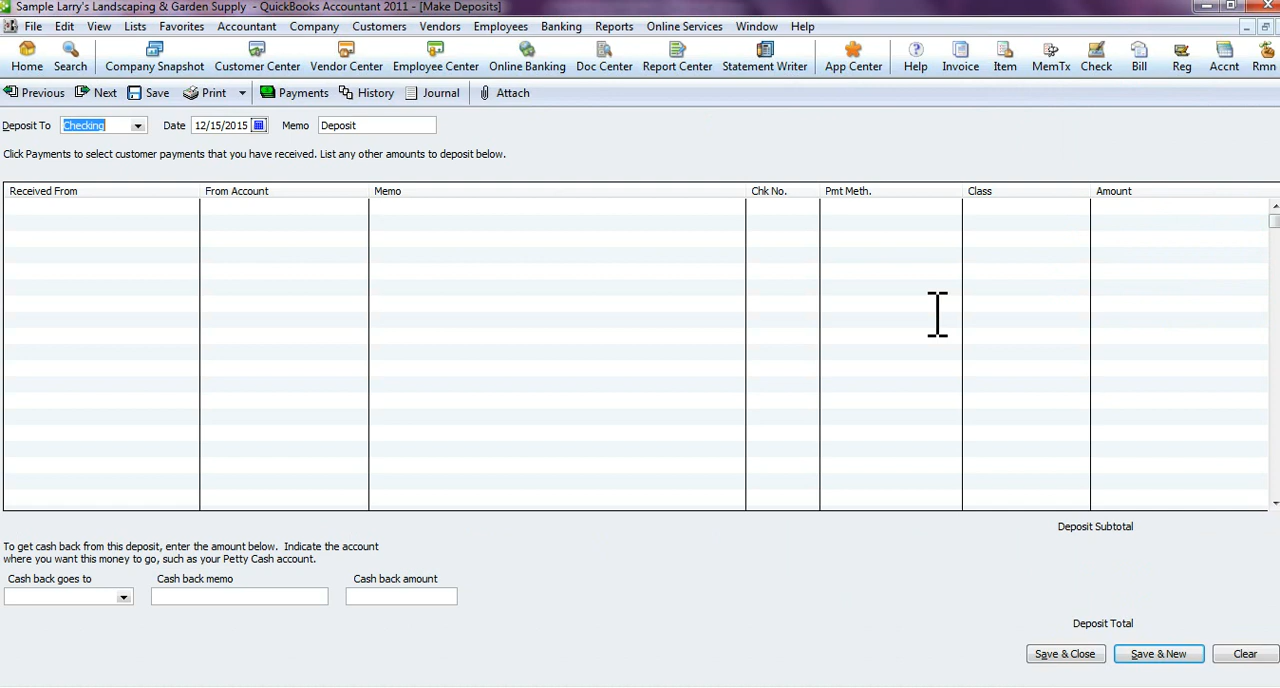 Sample Larry's Landscaping & Garden Supply - QuickBooks Accountant 2011 - [Make Deposits]
File Edit View Lists Favorites Accountant Company Customers Vendors Employees Banking Reports Online Services Window Help
Home Search Company Snapshot Customer Center Vendor Center Employee Center Online Banking Doc Center Report Center Statement Writer App Center Help Invoice Item MemTx Check Bill Reg Accnt Rmn
Previous Next Save Print Payments History Journal Attach
Deposit To Checking Date 12/15/2015 Memo Deposit
Click Payments to select customer payments that you have received. List any other amounts to deposit below.
Received From From Account Memo Chk No. Pmt Meth. Class Amount
Deposit Subtotal
To get cash back from this deposit, enter the amount below. Indicate the account
where you want this money to go, such as your Petty Cash account.
Cash back goes to Cash back memo Cash back amount
Deposit Total
Save & Close Save & New Clear